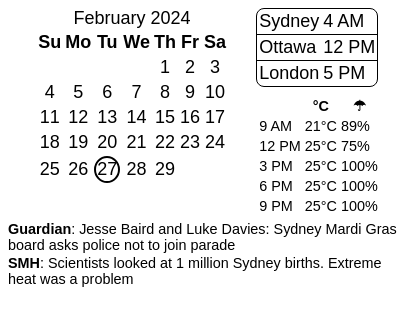 February 2024
Su Mo Tu We Th Fr Sa
1 2 3
4 5 6 7 8 9 10
11 12 13 14 15 16 17
18 19 20 21 22 23 24
25 26 27 28 29
Sydney 4 AM
Ottawa 12 PM
London 5 PM
°C ☂
9 AM 21°C 89%
12 PM 25°C 75%
3 PM 25°C 100%
6 PM 25°C 100%
9 PM 25°C 100%
Guardian: Jesse Baird and Luke Davies: Sydney Mardi Gras
board asks police not to join parade
SMH: Scientists looked at 1 million Sydney births. Extreme
heat was a problem